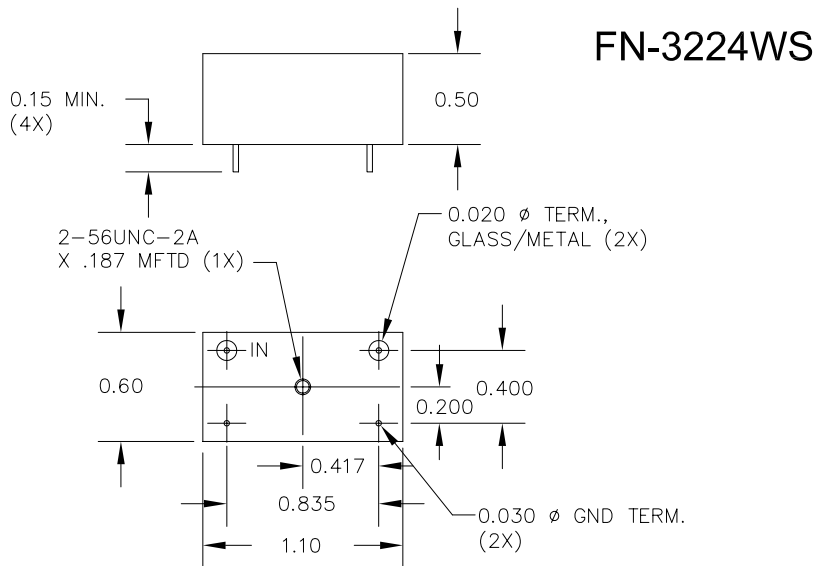 FN-3224WS
0.15 MIN.
(4X)
0.50
2-56UNC-2A
X .187 MFTD (1X)
0.020 ø TERM.,
GLASS/METAL (2X)
IN
0.60
0.400
0.200
0.417
0.835
0.030 ø GND TERM.
(2X)
1.10